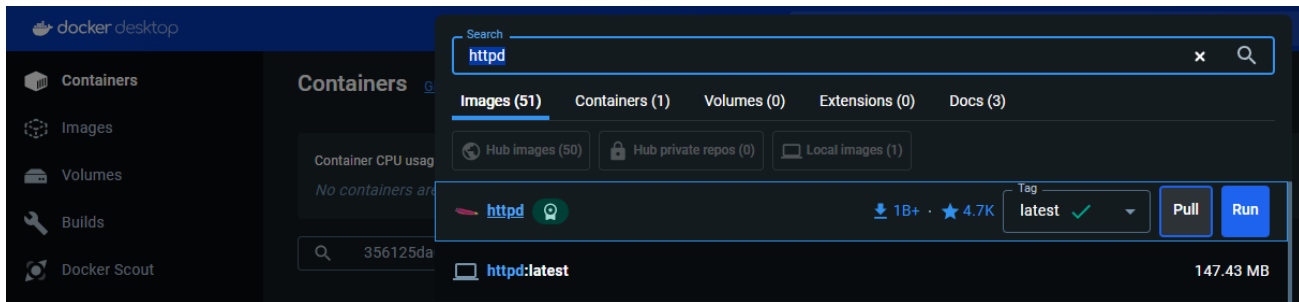 docker desktop
Containers
Images
Volumes
Builds
Docker Scout
Containers
Container CPU usag
No containers are
356125da
Search
httpd
Images (51) Containers (1) Volumes (0) Extensions (0) Docs (3)
Hub images (50) Hub private repos (0) Local images (1)
httpd 1B+ · 4.7K Tag latest Pull Run
httpd:latest 147.43 MB